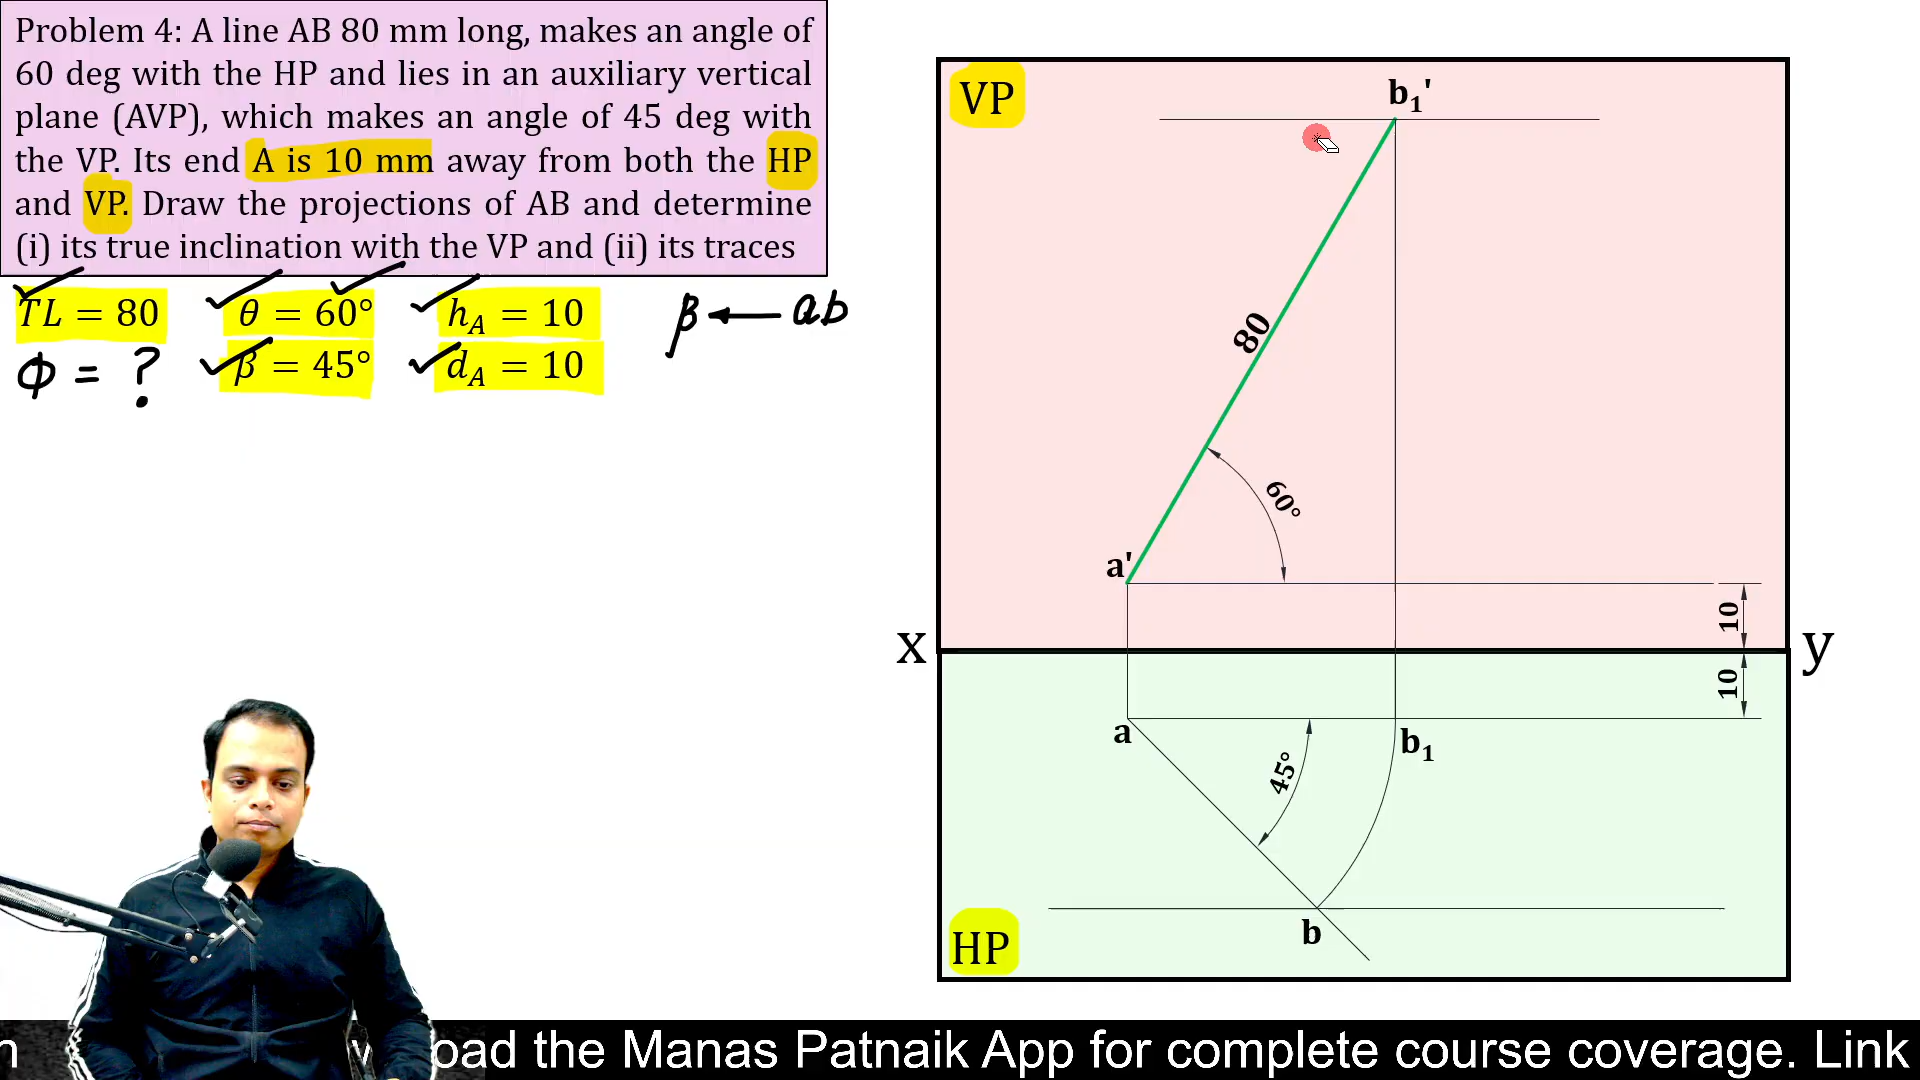 Problem 4: A line AB 80 mm long, makes an angle of
60 deg with the HP and lies in an auxiliary vertical
plane (AVP), which makes an angle of 45 deg with
the VP. Its end A is 10 mm away from both the HP
and VP. Draw the projections of AB and determine
(i) its true inclination with the VP and (ii) its traces
TL = 80 θ = 60° h_A = 10 β ← ab
Φ = ? β = 45° d_A = 10
VP
b₁'
80
60°
a'
10
x y
10
a
b₁
45°
b
HP
n
oad the Manas Patnaik App for complete course coverage. Link